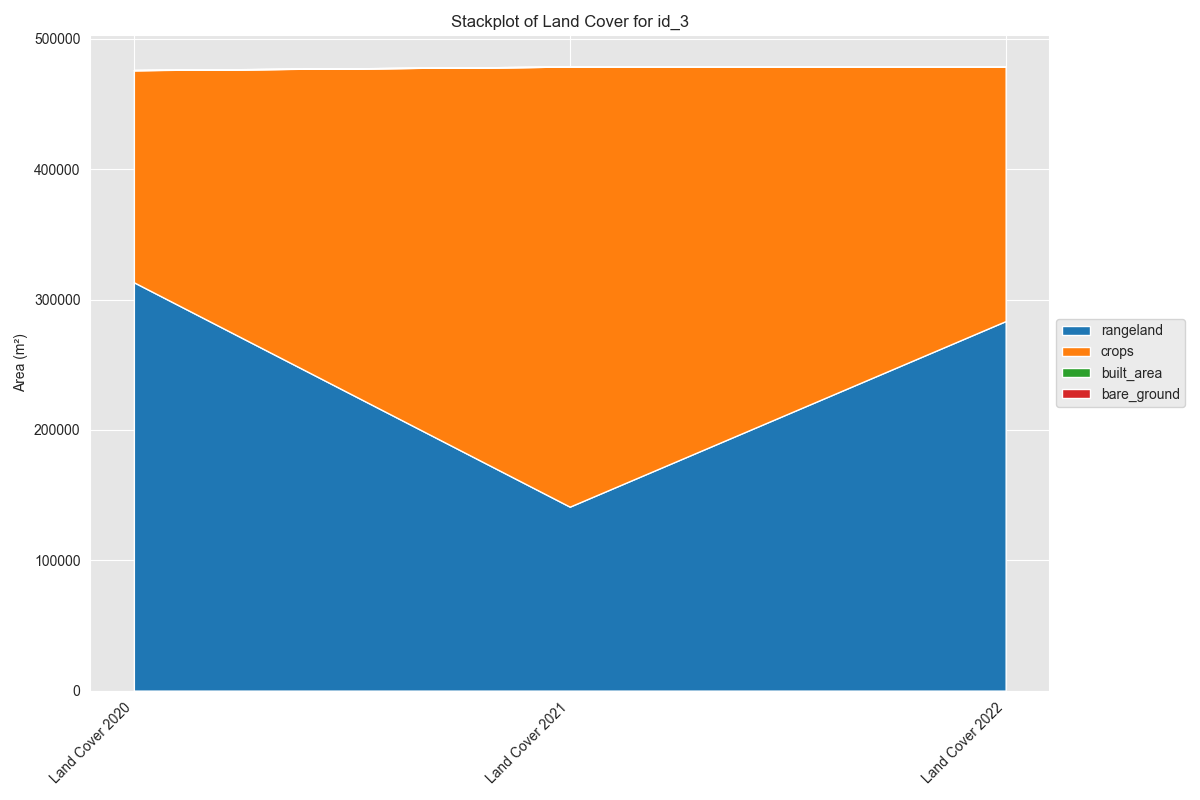 Stackplot of Land Cover for id_3
500000
400000
300000
200000
100000
0
Area (m²)
Land Cover 2020
Land Cover 2021
Land Cover 2022
rangeland
crops
built_area
bare_ground